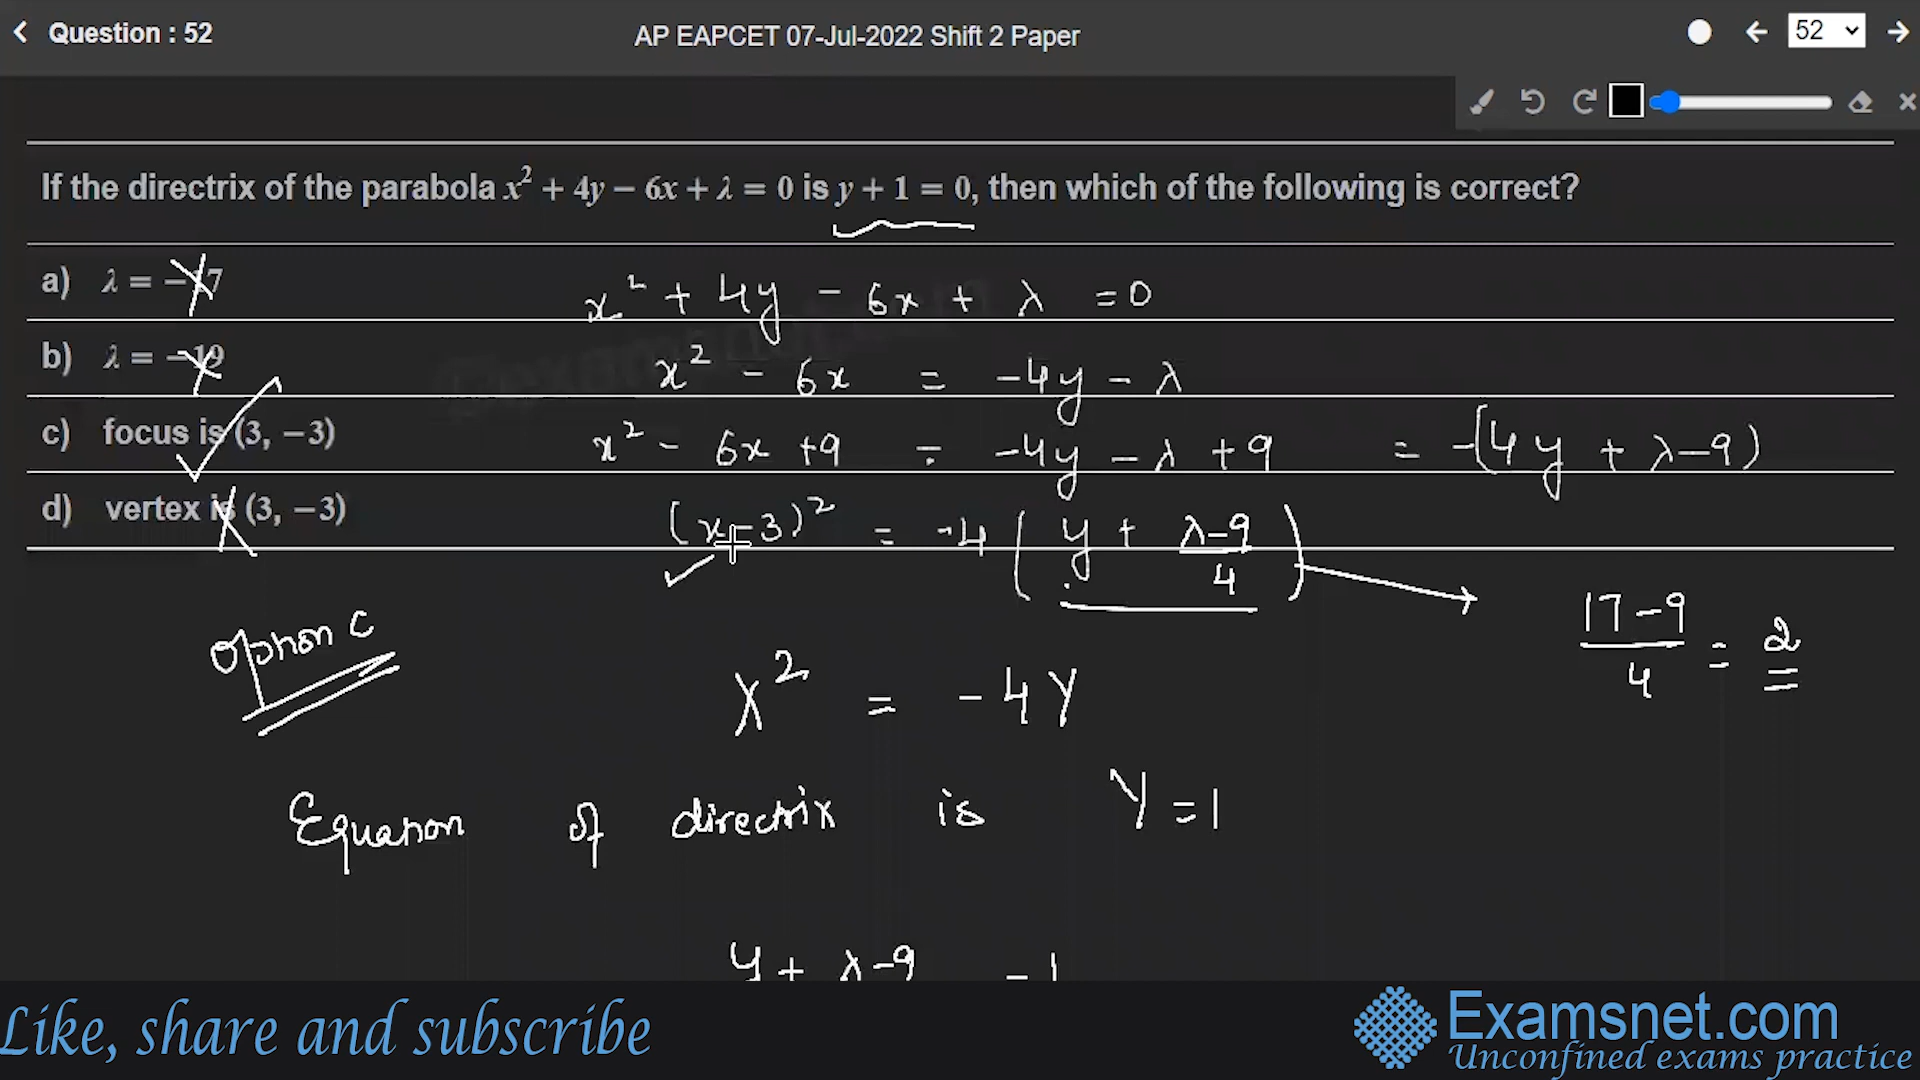 Question : 52
AP EAPCET 07-Jul-2022 Shift 2 Paper
52
If the directrix of the parabola x² + 4y − 6x + λ = 0 is y + 1 = 0, then which of the following is correct?
a) λ = −17
x² + 4y − 6x + λ = 0
b) λ = −19
x² − 6x = −4y − λ
c) focus is (3, −3)
x² − 6x + 9 = −4y − λ + 9 = −(4y + λ−9)
d) vertex is (3, −3)
(x−3)² = −4 ( y + (λ−9)/4 )
Option C
(17−9)/4 = 2
X² = −4Y
Equation of directrix is Y = 1
y + λ−9 = 1
Like, share and subscribe
Examsnet.com
Unconfined exams practice